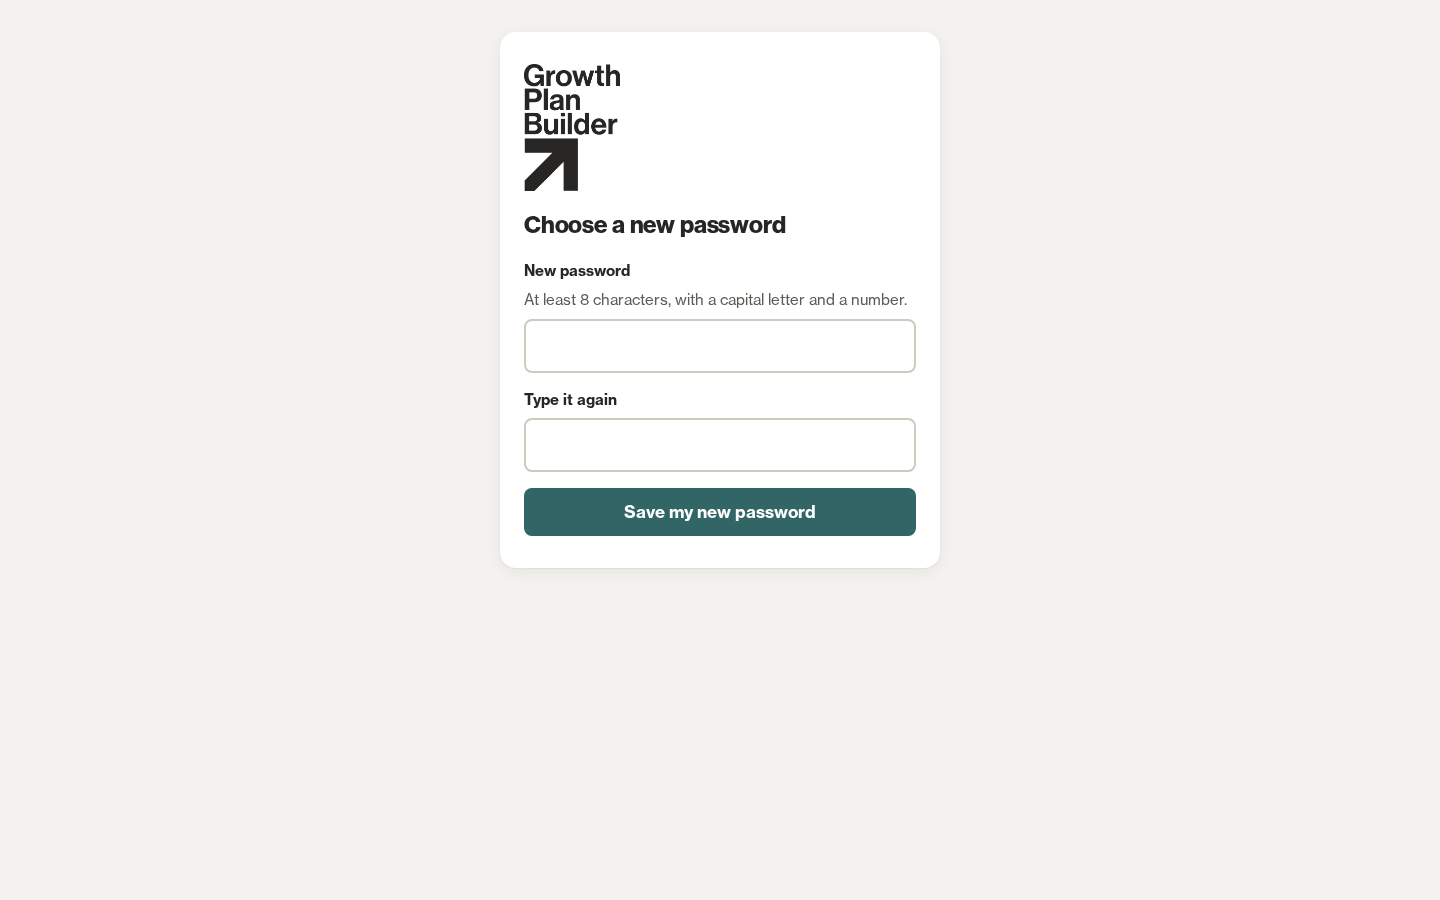 Growth
Plan
Builder
Choose a new password
New password
At least 8 characters, with a capital letter and a number.
Type it again
Save my new password